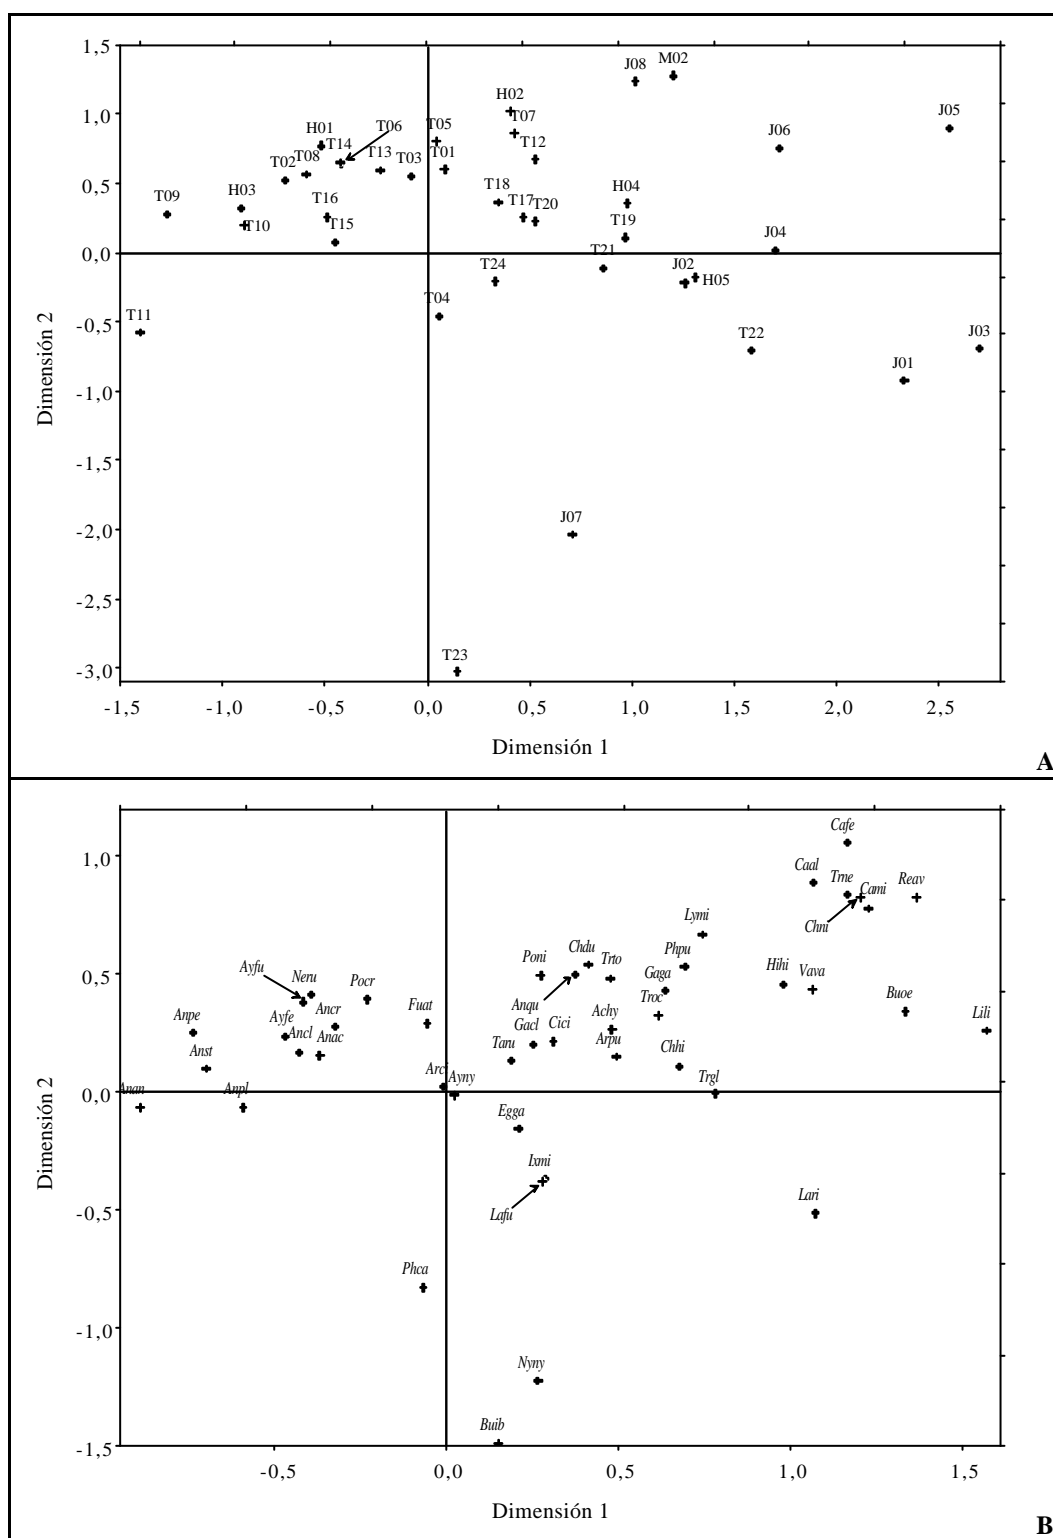 1,5
1,0
0,5
0,0
-0,5
-1,0
-1,5
-2,0
-2,5
-3,0
Dimensión 2
M02
J08
J05
H02
T07
J06
T05
T06
H01
T14
T12
T13
T03
T01
T08
T02
H03
T09
T18
H04
T16
T17
T20
T10
T15
T19
J04
T21
T24
J02
H05
T04
T11
T22
J03
J01
J07
T23
-1,5
-1,0
-0,5
0,0
0,5
1,0
1,5
2,0
2,5
Dimensión 1
A
1,0
0,5
0,0
-0,5
-1,0
-1,5
Dimensión 2
Cafe
Caal
Trne
Cami
Reav
Chni
Lymi
Chdu
Phpu
Poni
Trto
Ayfu
Neru
Pocr
Gaga
Hihi
Vava
Anqu
Troc
Fuat
Ancr
Anpe
Ayfe
Buoe
Lili
Gacl
Cici
Achy
Ancl
Anac
Arpu
Anst
Taru
Chhi
Arci
Ayny
Trgl
Anan
Anpl
Egga
Ixmi
Lafu
Lari
Phca
Nyny
Buib
-0,5
0,0
0,5
1,0
1,5
Dimensión 1
B